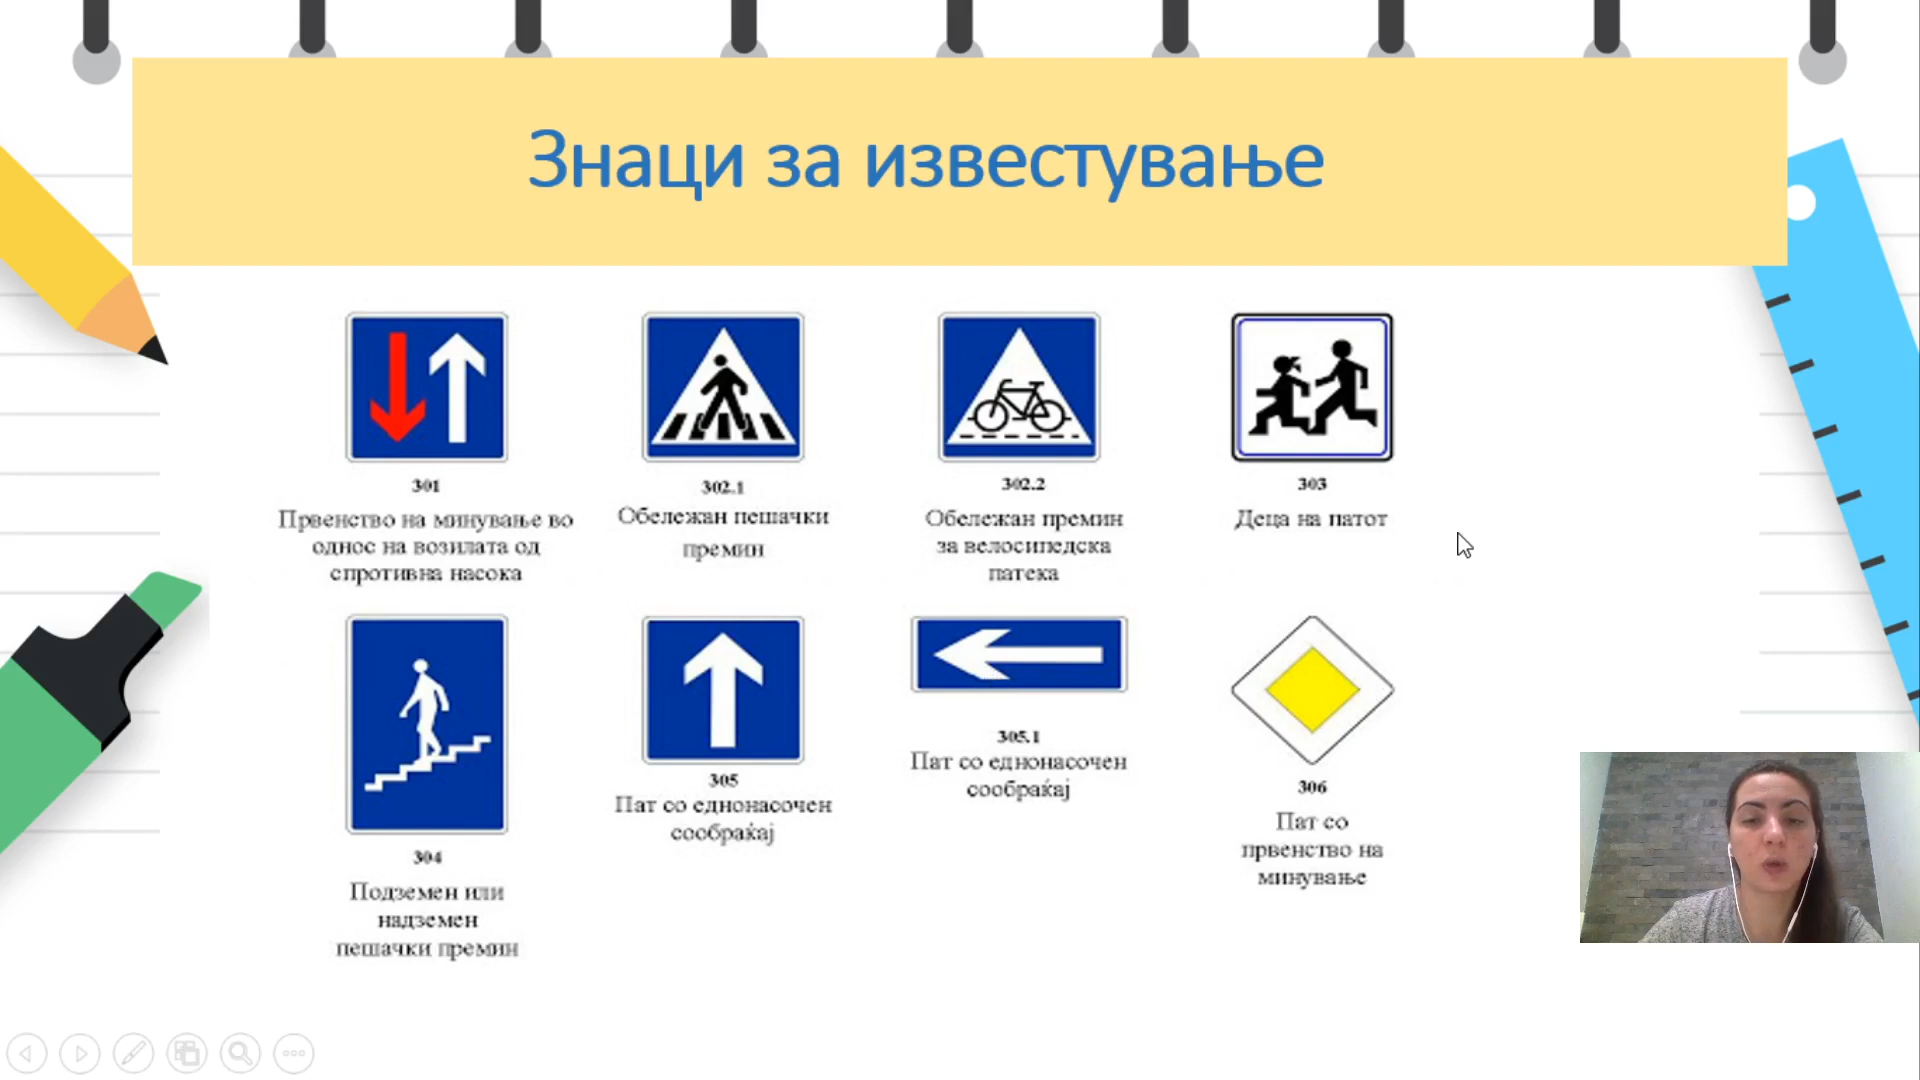 Знаци за известување
301
Првенство на минување во
однос на возилата од
спротивна насока
302.1
Обележан пешачки
премин
302.2
Обележан премин
за велосипедска
патека
303
Деца на патот
304
Подземен или
надземен
пешачки премин
305
Пат со еднонасочен
сообраќај
305.1
Пат со еднонасочен
сообраќај
306
Пат со
првенство на
минување